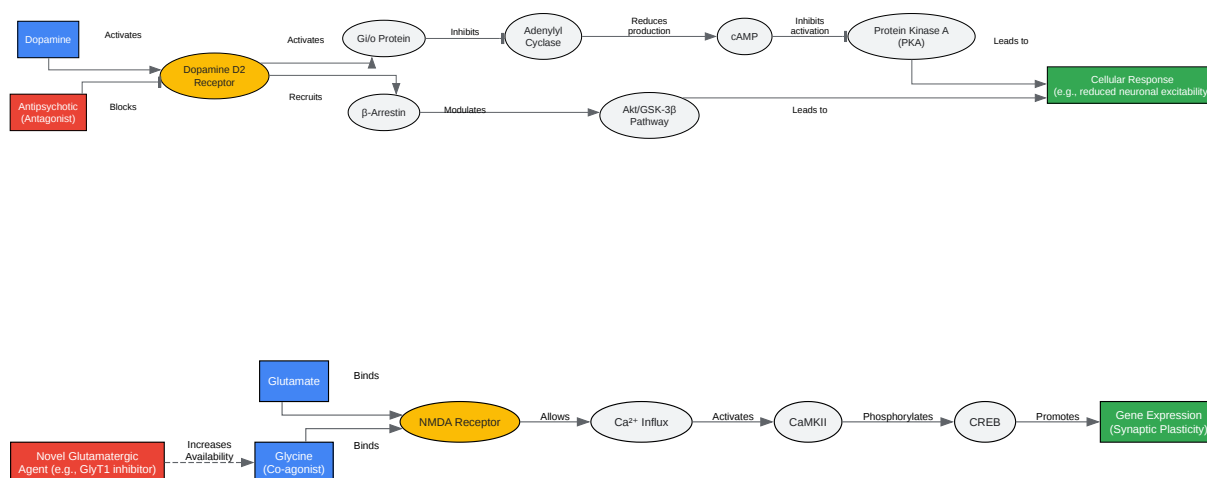 Dopamine
Activates
Antipsychotic
(Antagonist)
Blocks
Dopamine D2
Receptor
Activates
Recruits
Gi/o Protein
Inhibits
Adenylyl
Cyclase
Reduces
production
cAMP
Inhibits
activation
Protein Kinase A
(PKA)
Leads to
β-Arrestin
Modulates
Akt/GSK-3β
Pathway
Leads to
Cellular Response
(e.g., reduced neuronal excitability
Glutamate
Binds
Novel Glutamatergic
Agent (e.g., GlyT1 inhibitor)
Increases
Availability
Glycine
(Co-agonist)
Binds
NMDA Receptor
Allows
Ca²⁺ Influx
Activates
CaMKII
Phosphorylates
CREB
Promotes
Gene Expression
(Synaptic Plasticity)